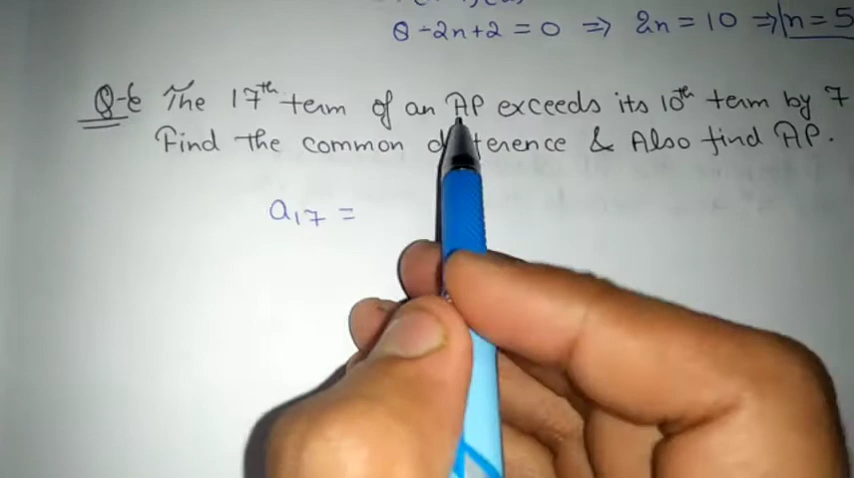 8-2n+2=0 ⇒ 2n=10 ⇒ n=5
Q-6 The 17th term of an AP exceeds its 10th term by 7
Find the common difference & Also find AP.
a17 =